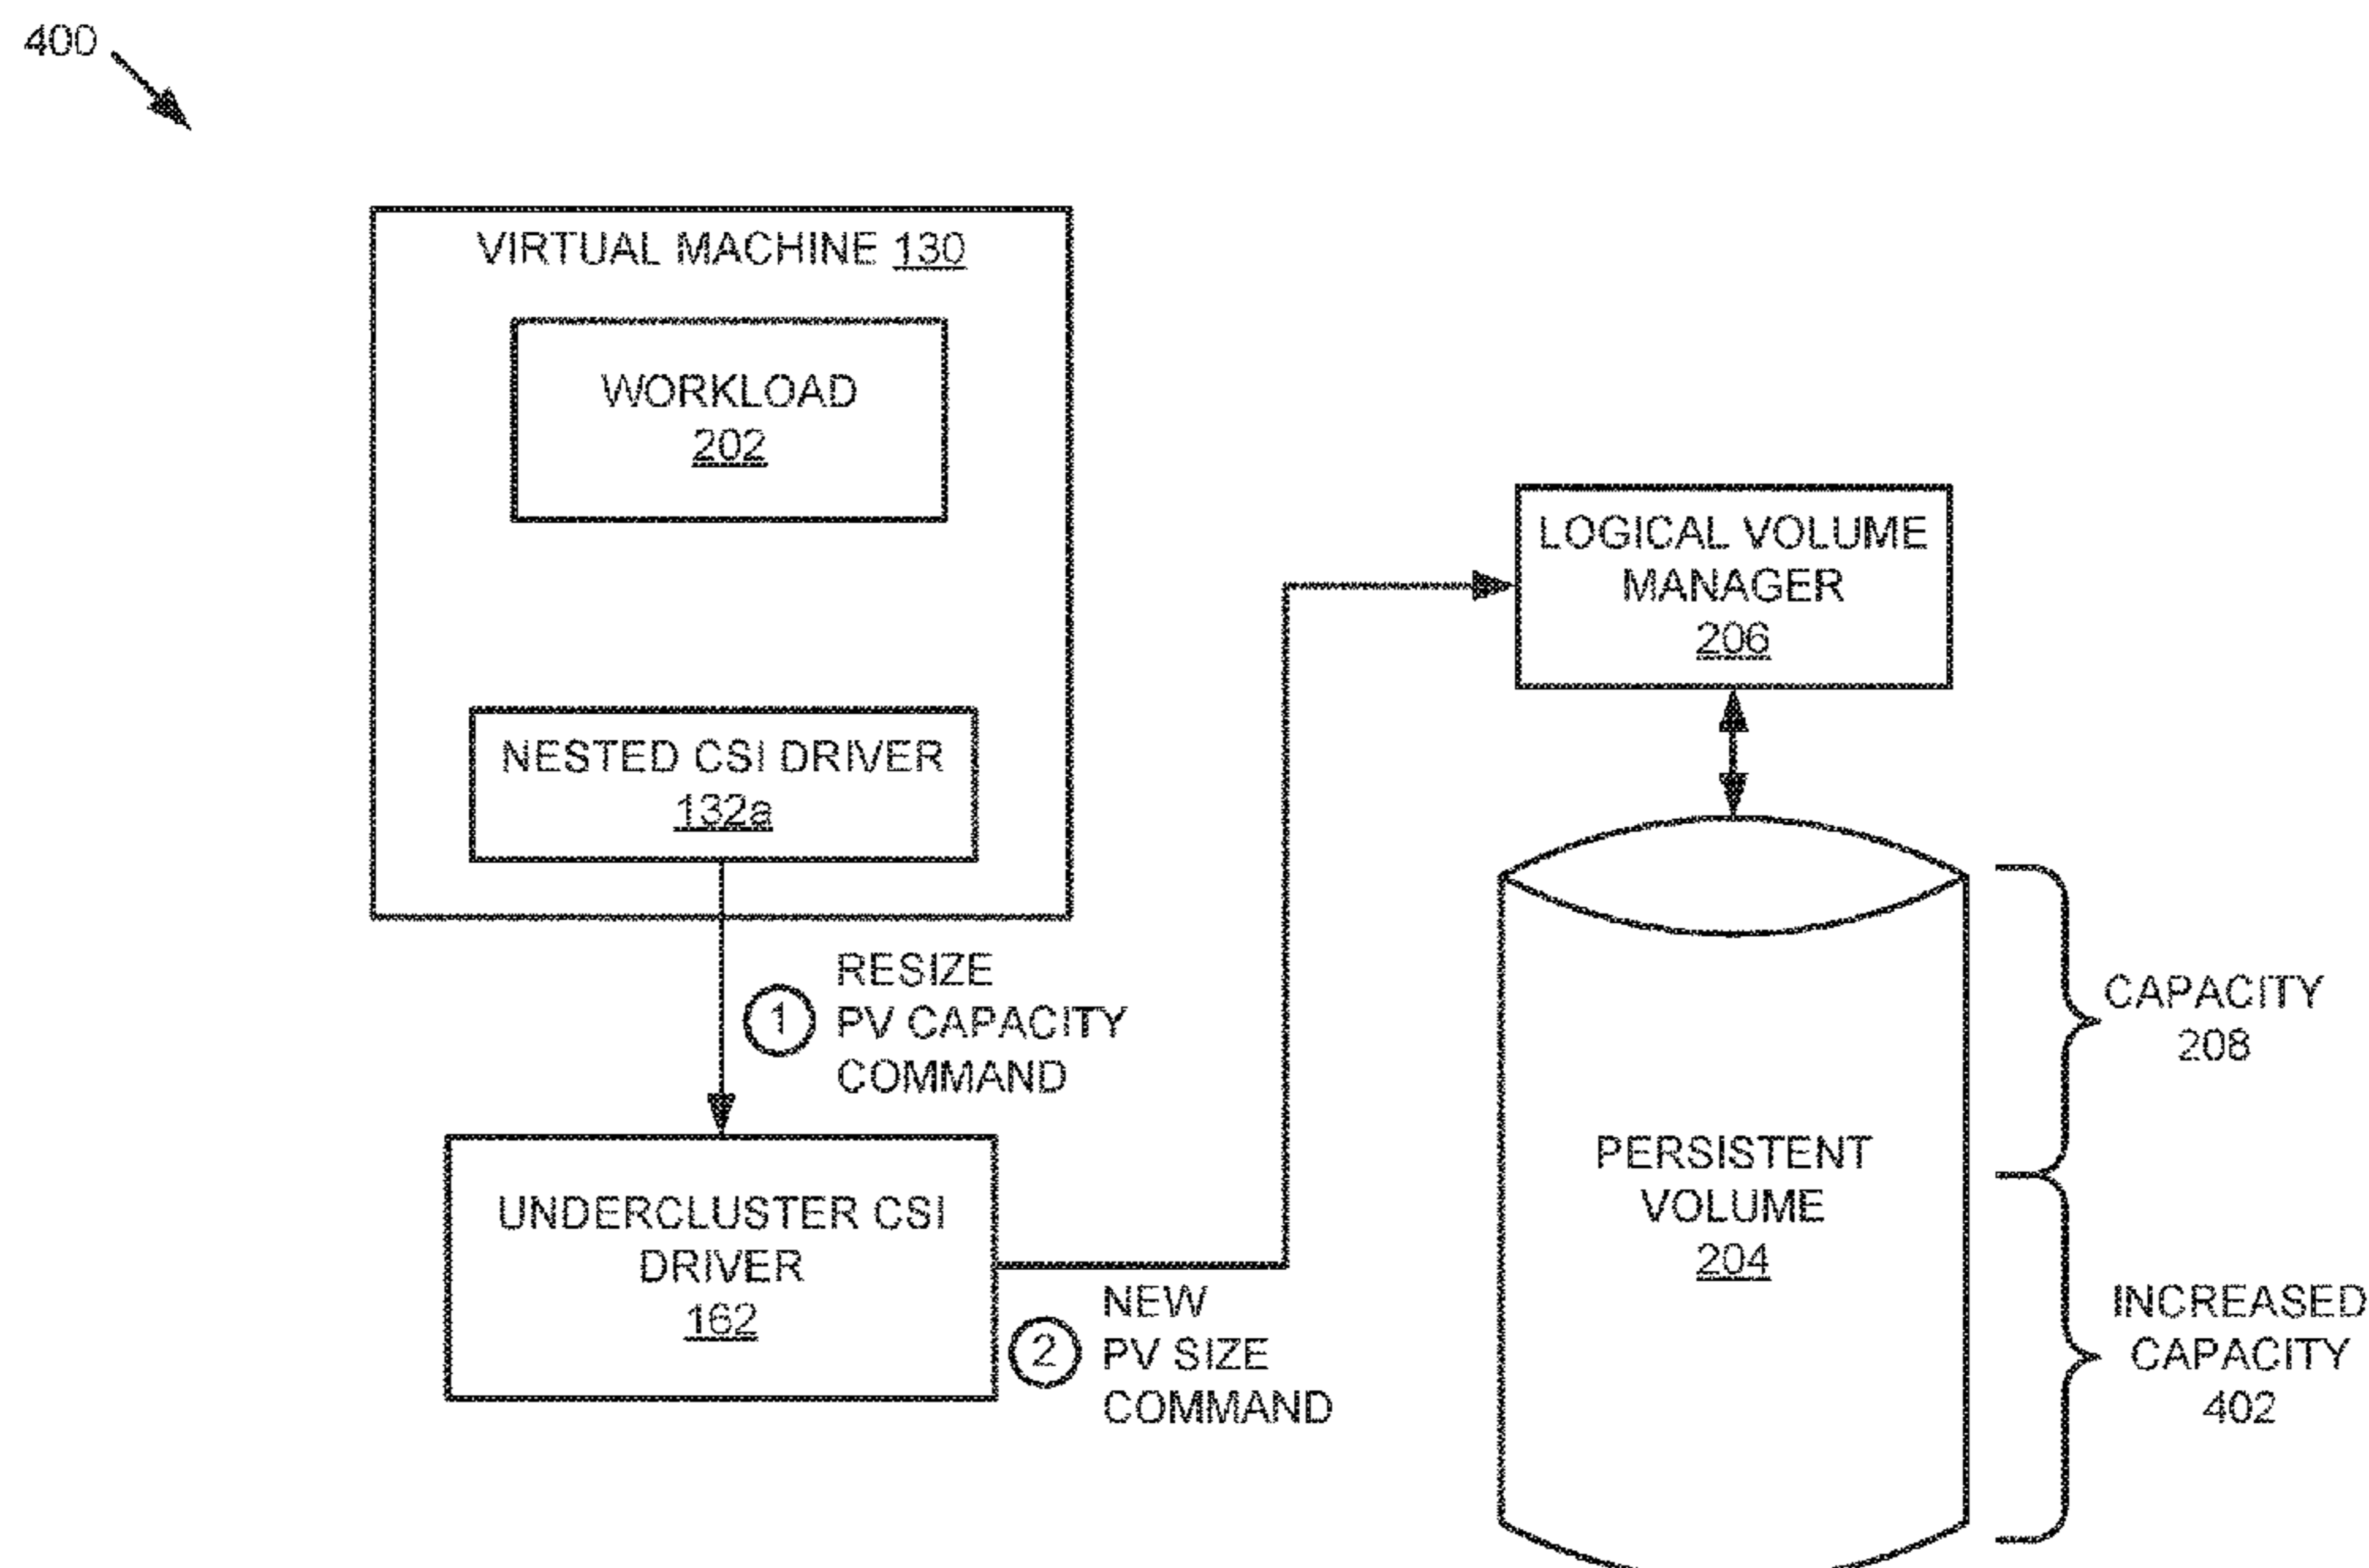 400
VIRTUAL MACHINE 130
WORKLOAD
202
NESTED CSI DRIVER
132a
1
RESIZE
PV CAPACITY
COMMAND
UNDERCLUSTER CSI
DRIVER
162
2
NEW
PV SIZE
COMMAND
LOGICAL VOLUME
MANAGER
206
PERSISTENT
VOLUME
204
CAPACITY
208
INCREASED
CAPACITY
402